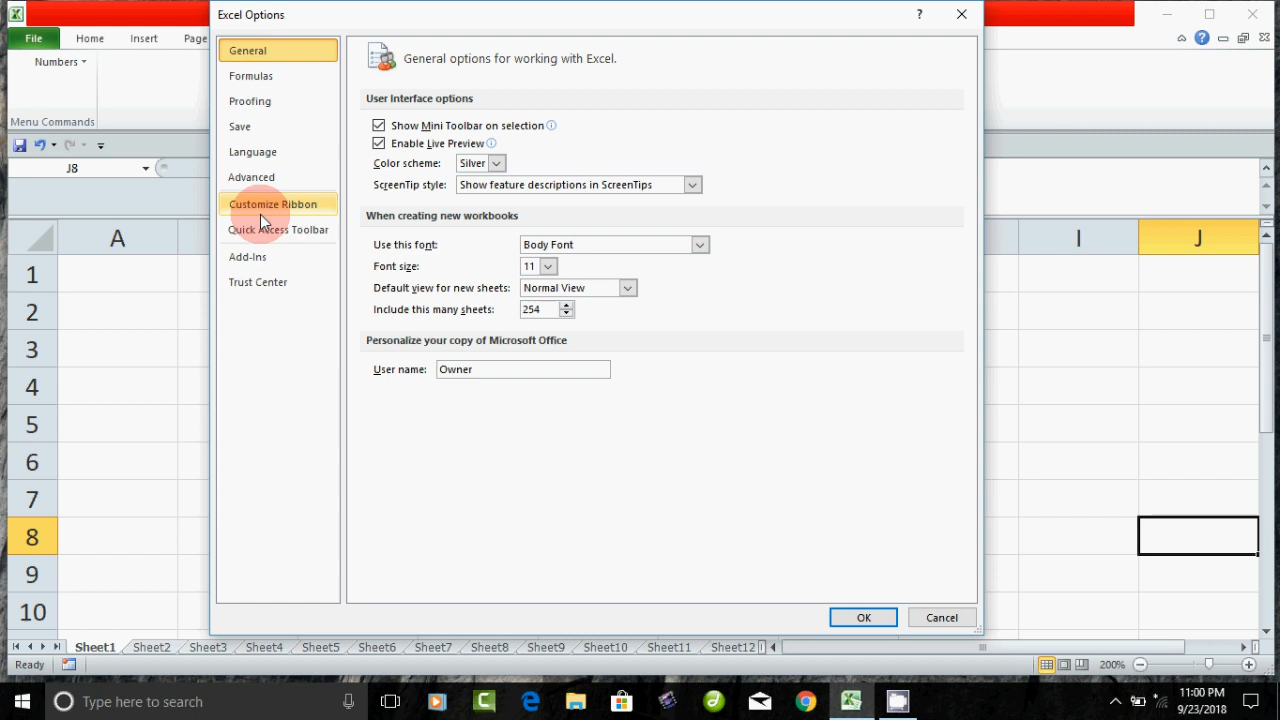 Excel Options
?
File
Home
Insert
Page
Numbers
Menu Commands
J8
General
Formulas
Proofing
Save
Language
Advanced
Customize Ribbon
Quick Access Toolbar
Add-Ins
Trust Center
General options for working with Excel.
User Interface options
Show Mini Toolbar on selection
Enable Live Preview
Color scheme: Silver
ScreenTip style: Show feature descriptions in ScreenTips
When creating new workbooks
Use this font: Body Font
Font size: 11
Default view for new sheets: Normal View
Include this many sheets: 254
Personalize your copy of Microsoft Office
User name: Owner
OK
Cancel
A I J
1
2
3
4
5
6
7
8
9
10
Sheet1 Sheet2 Sheet3 Sheet4 Sheet5 Sheet6 Sheet7 Sheet8 Sheet9 Sheet10 Sheet11 Sheet12
Ready
200%
Type here to search
11:00 PM
9/23/2018